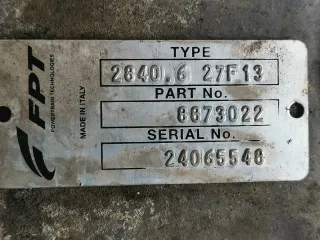 TYPE
2840.6 27F13
PART No.
8873022
SERIAL No.
24065548
FPT
POWERTRAIN TECHNOLOGIES
MADE IN ITALY